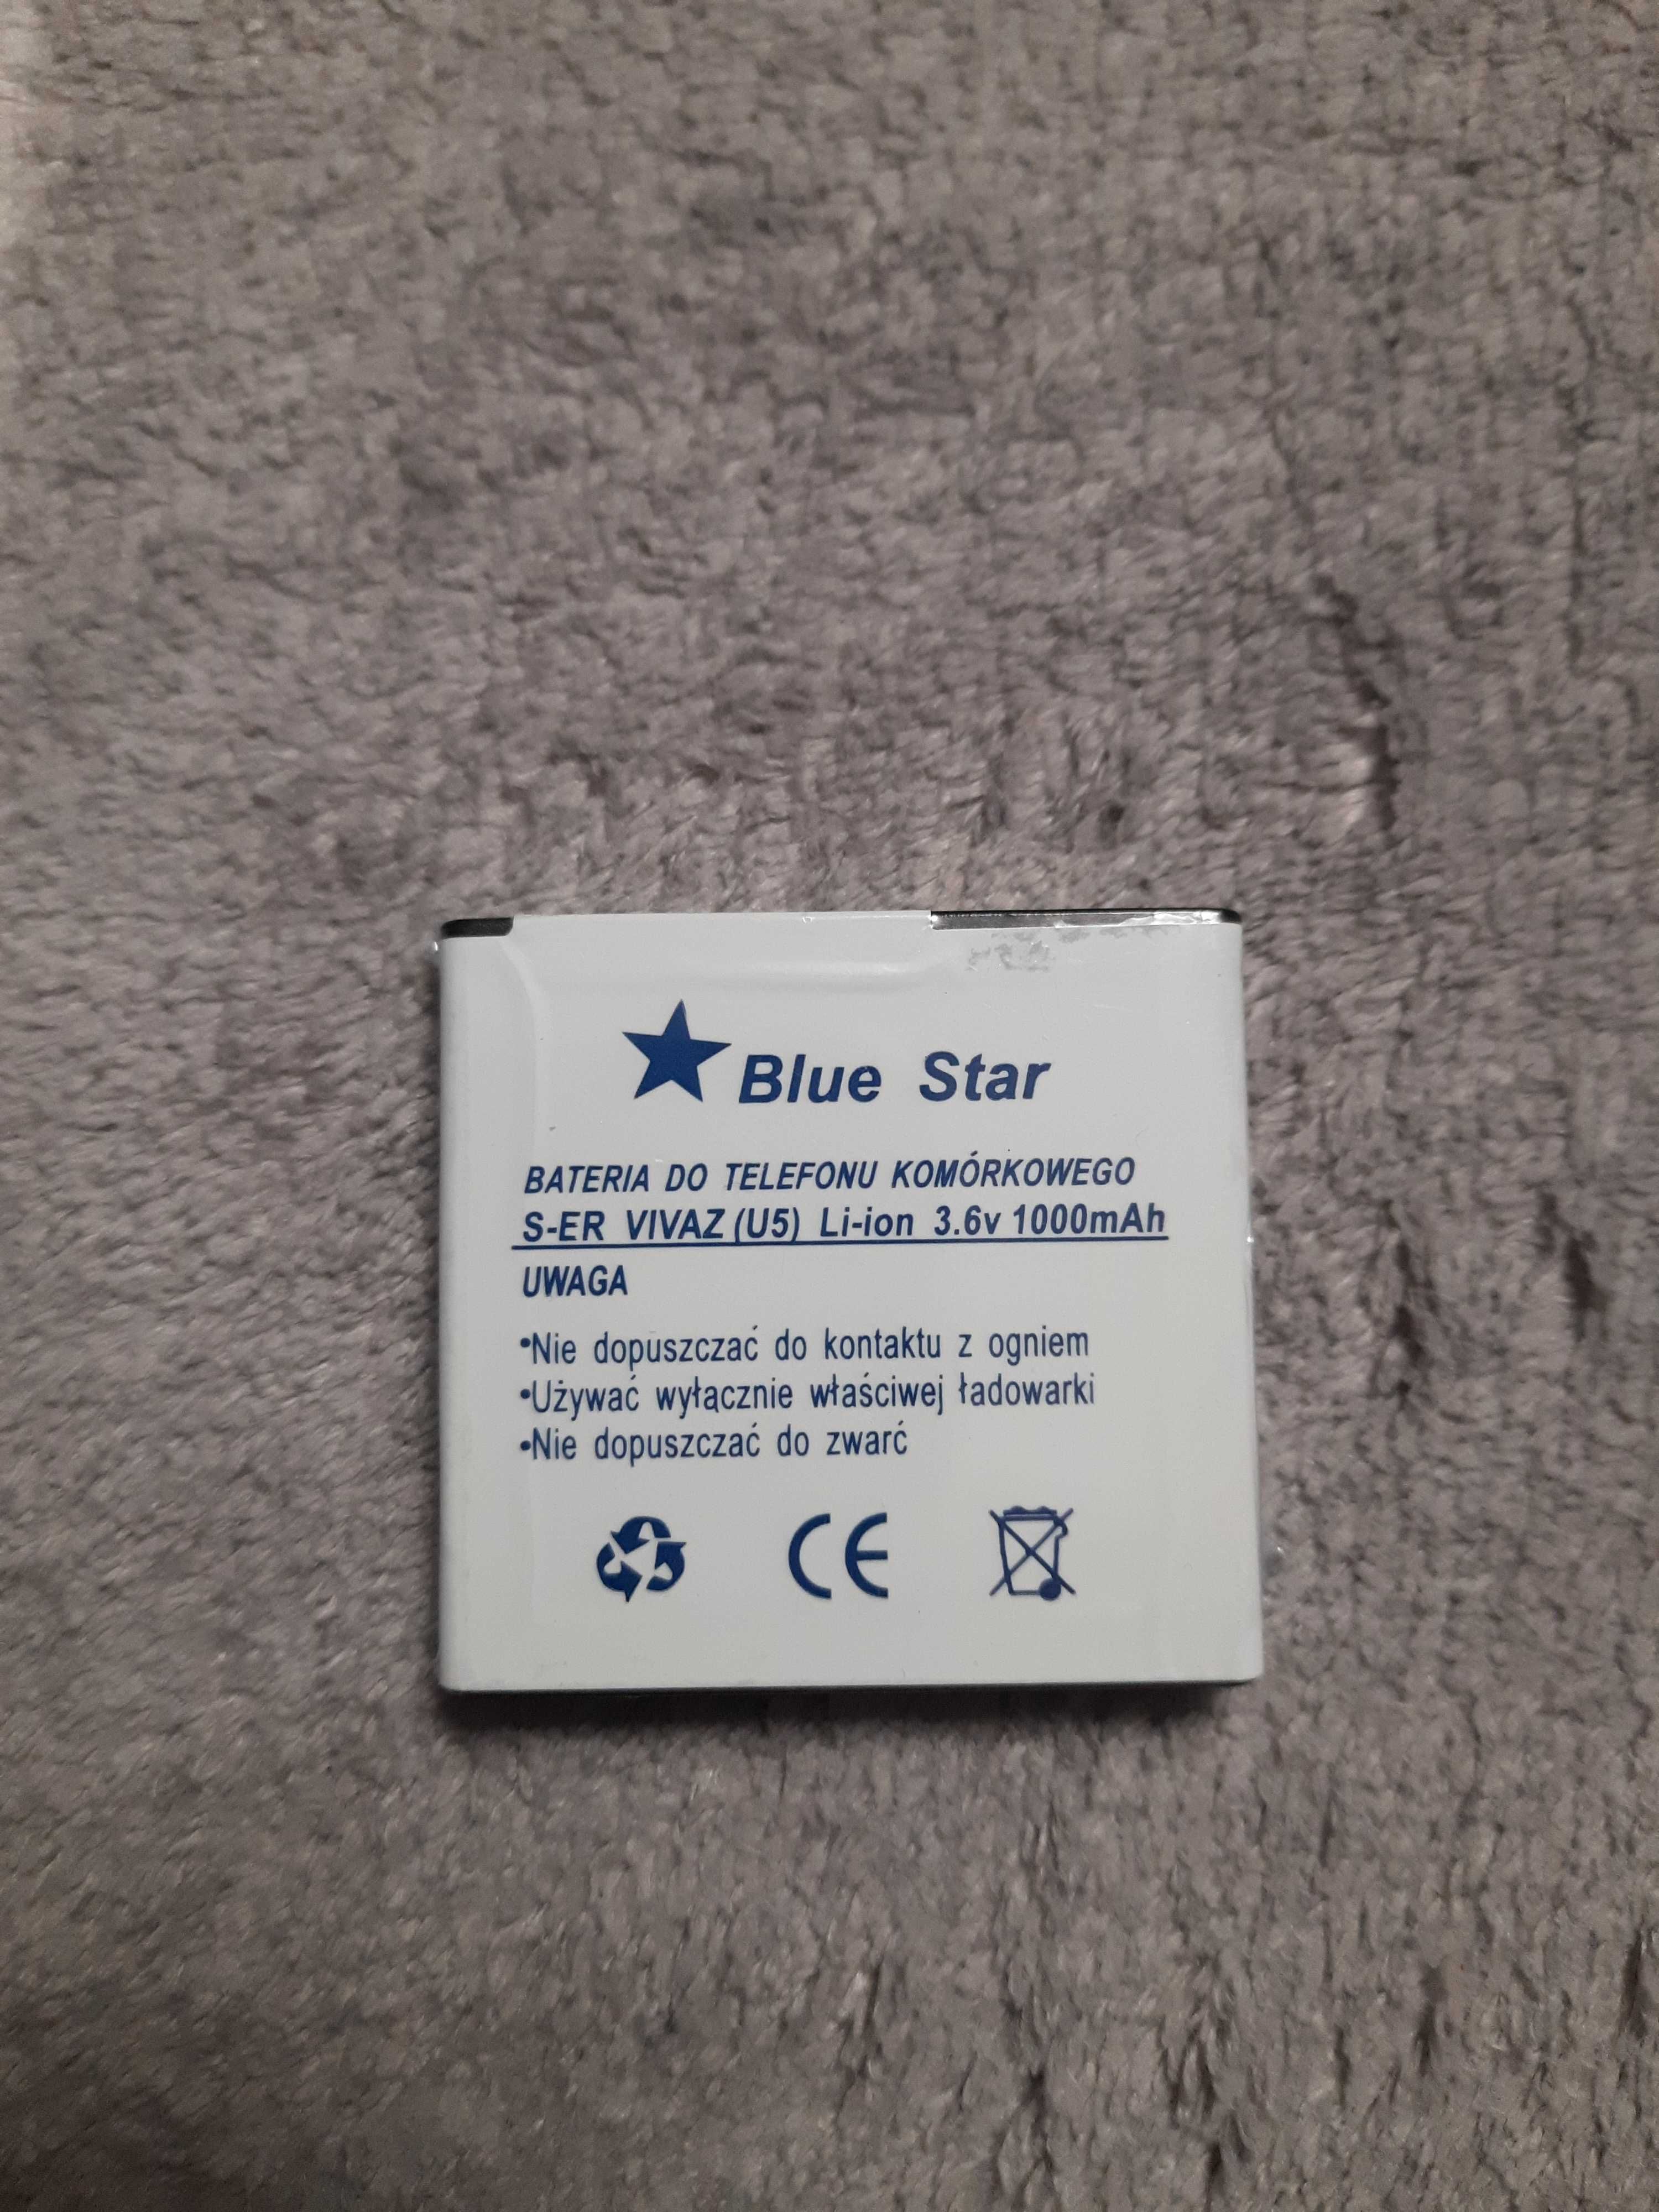 Blue Star
BATERIA DO TELEFONU KOMÓRKOWEGO
S-ER VIVAZ (U5) Li-ion 3.6v 1000mAh
UWAGA
•Nie dopuszczać do kontaktu z ogniem
•Używać wyłącznie właściwej ładowarki
•Nie dopuszczać do zwarć
CE